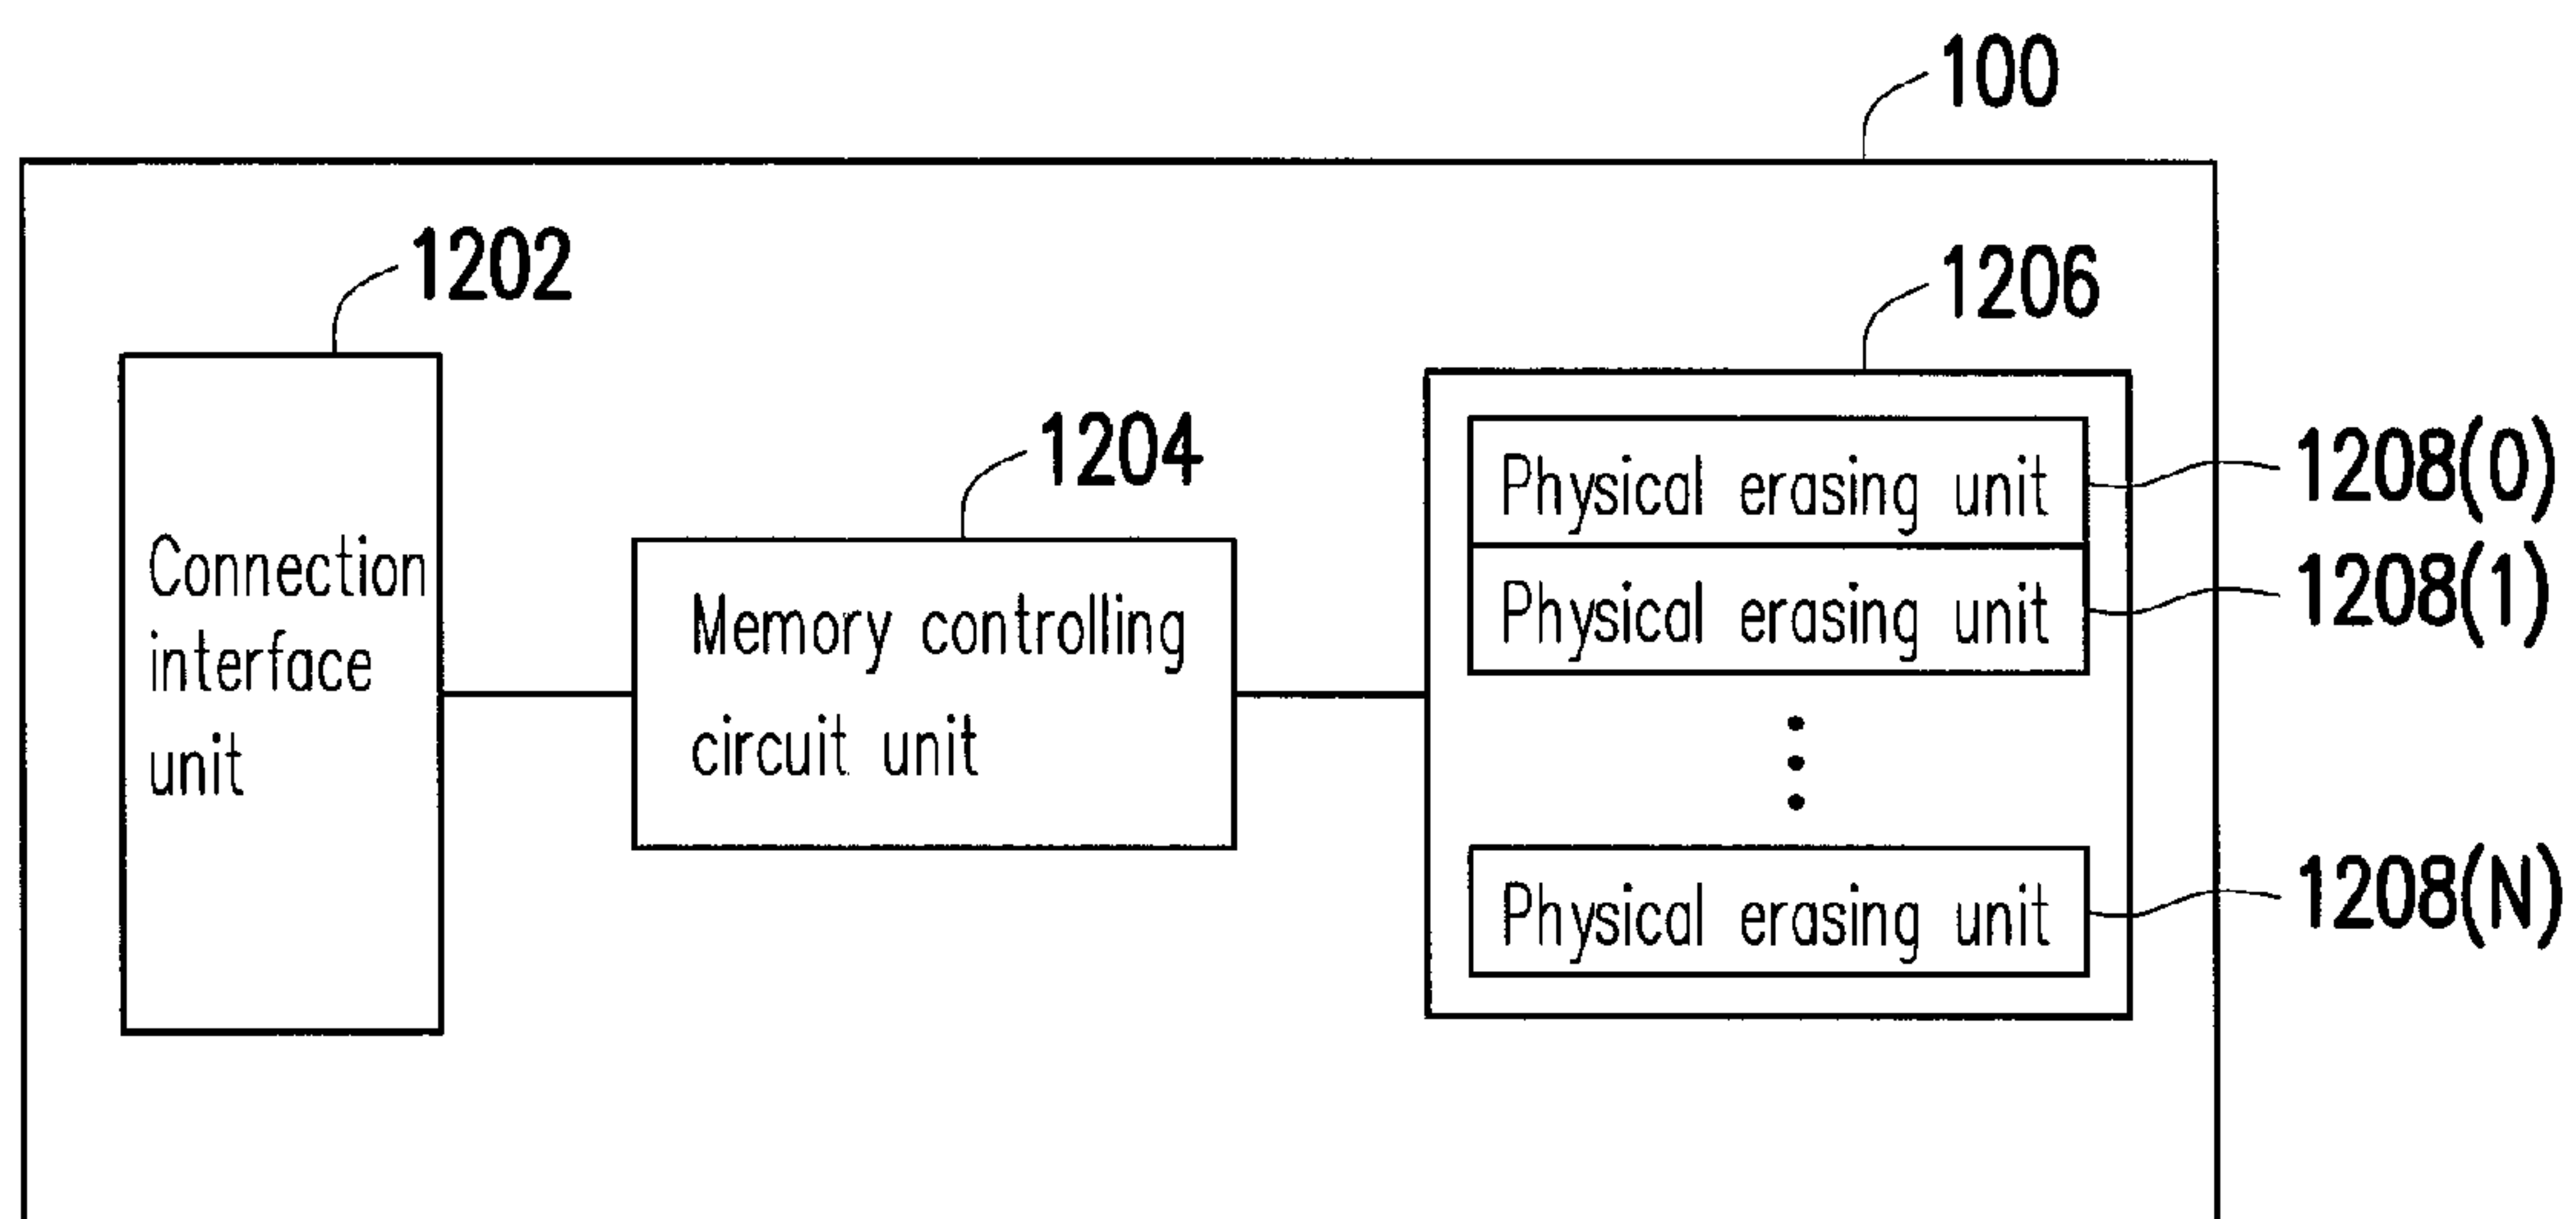 100
1202
1206
1204
Physical erasing unit
1208(0)
Physical erasing unit
1208(1)
Connection
interface
unit
Memory controlling
circuit unit
Physical erasing unit
1208(N)